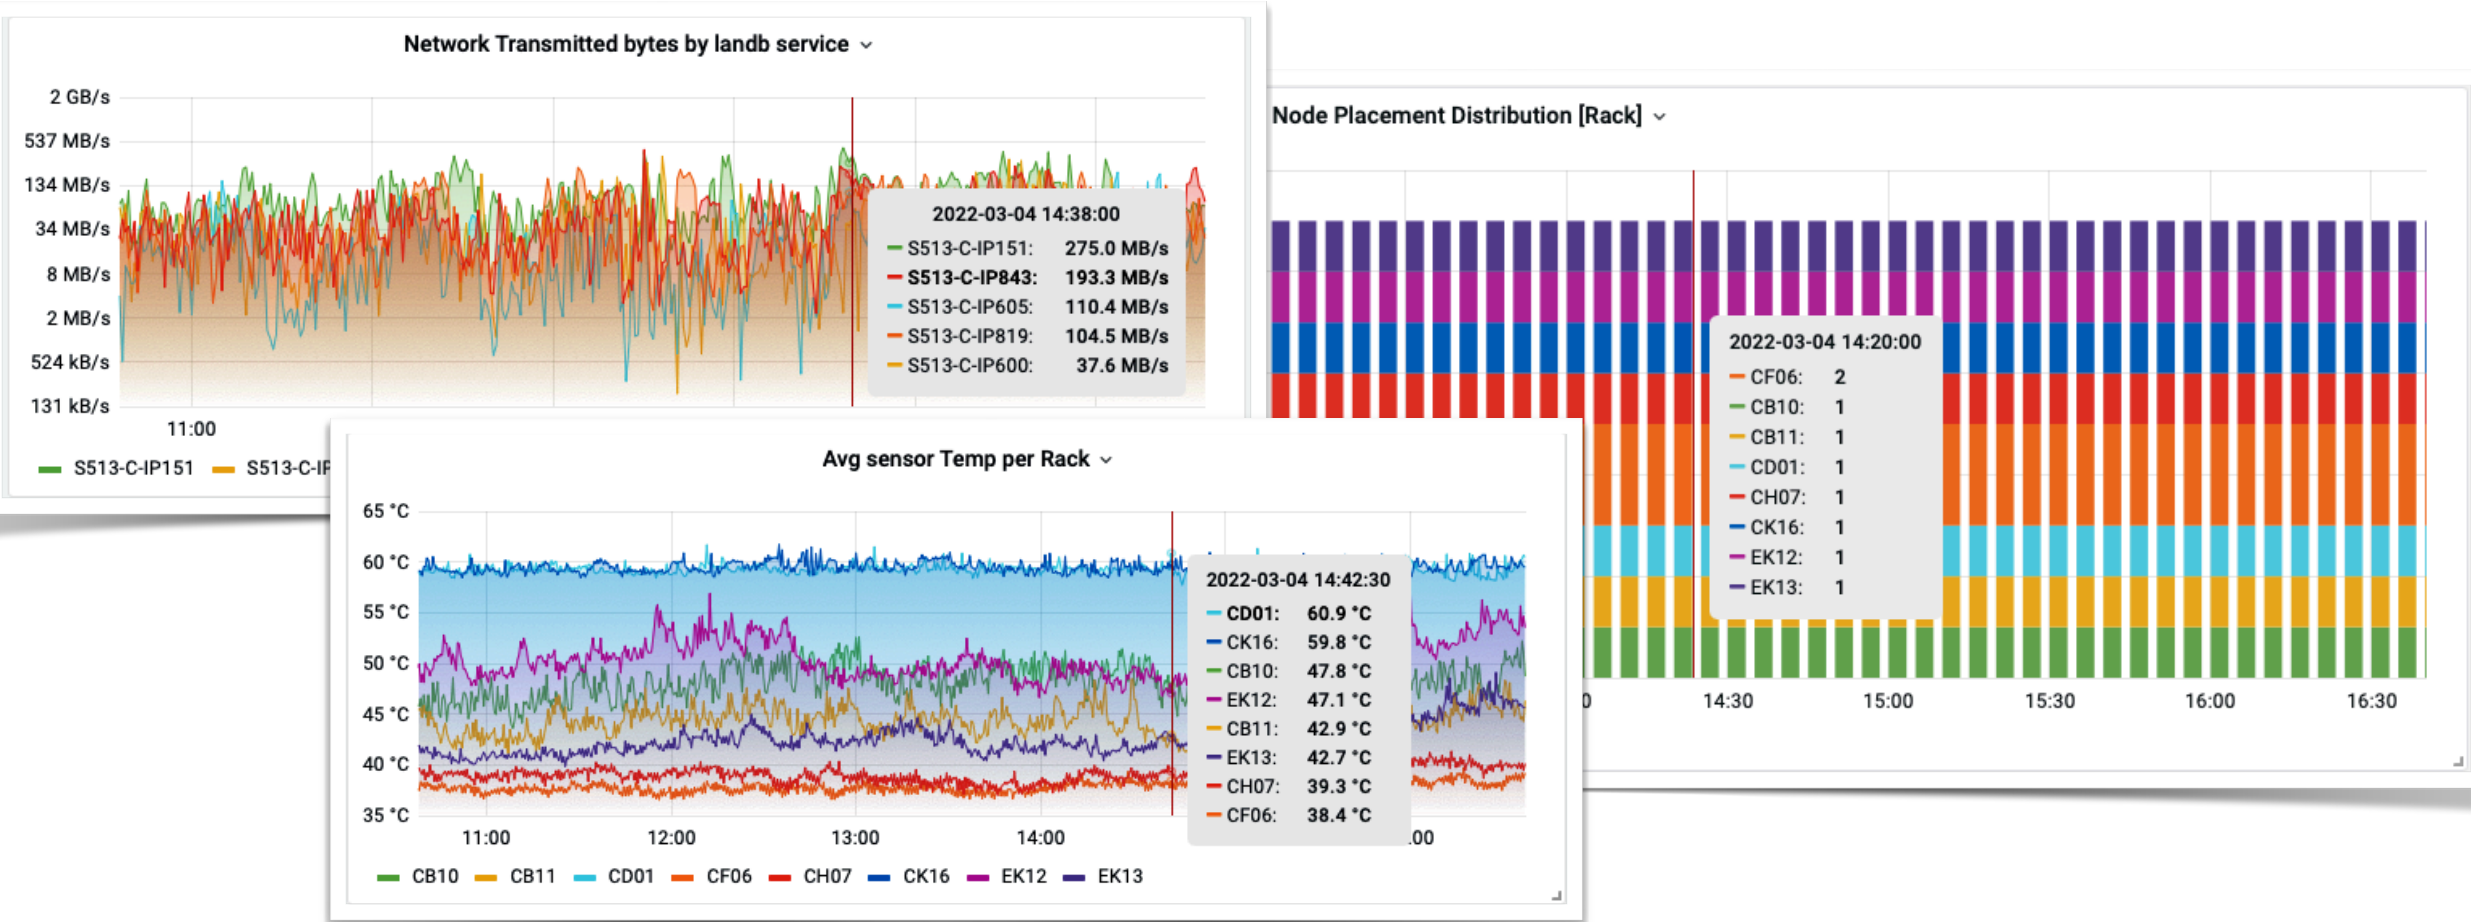 Network Transmitted bytes by landb service
2 GB/s
537 MB/s
134 MB/s
34 MB/s
8 MB/s
2 MB/s
524 kB/s
131 kB/s
11:00
2022-03-04 14:38:00
S513-C-IP151: 275.0 MB/s
S513-C-IP843: 193.3 MB/s
S513-C-IP605: 110.4 MB/s
S513-C-IP819: 104.5 MB/s
S513-C-IP600: 37.6 MB/s
S513-C-IP151 S513-C-IP
Node Placement Distribution [Rack]
2022-03-04 14:20:00
CF06: 2
CB10: 1
CB11: 1
CD01: 1
CH07: 1
CK16: 1
EK12: 1
EK13: 1
0 14:30 15:00 15:30 16:00 16:30
Avg sensor Temp per Rack
65 °C
60 °C
55 °C
50 °C
45 °C
40 °C
35 °C
2022-03-04 14:42:30
CD01: 60.9 °C
CK16: 59.8 °C
CB10: 47.8 °C
EK12: 47.1 °C
CB11: 42.9 °C
EK13: 42.7 °C
CH07: 39.3 °C
CF06: 38.4 °C
11:00 12:00 13:00 14:00 :00
CB10 CB11 CD01 CF06 CH07 CK16 EK12 EK13